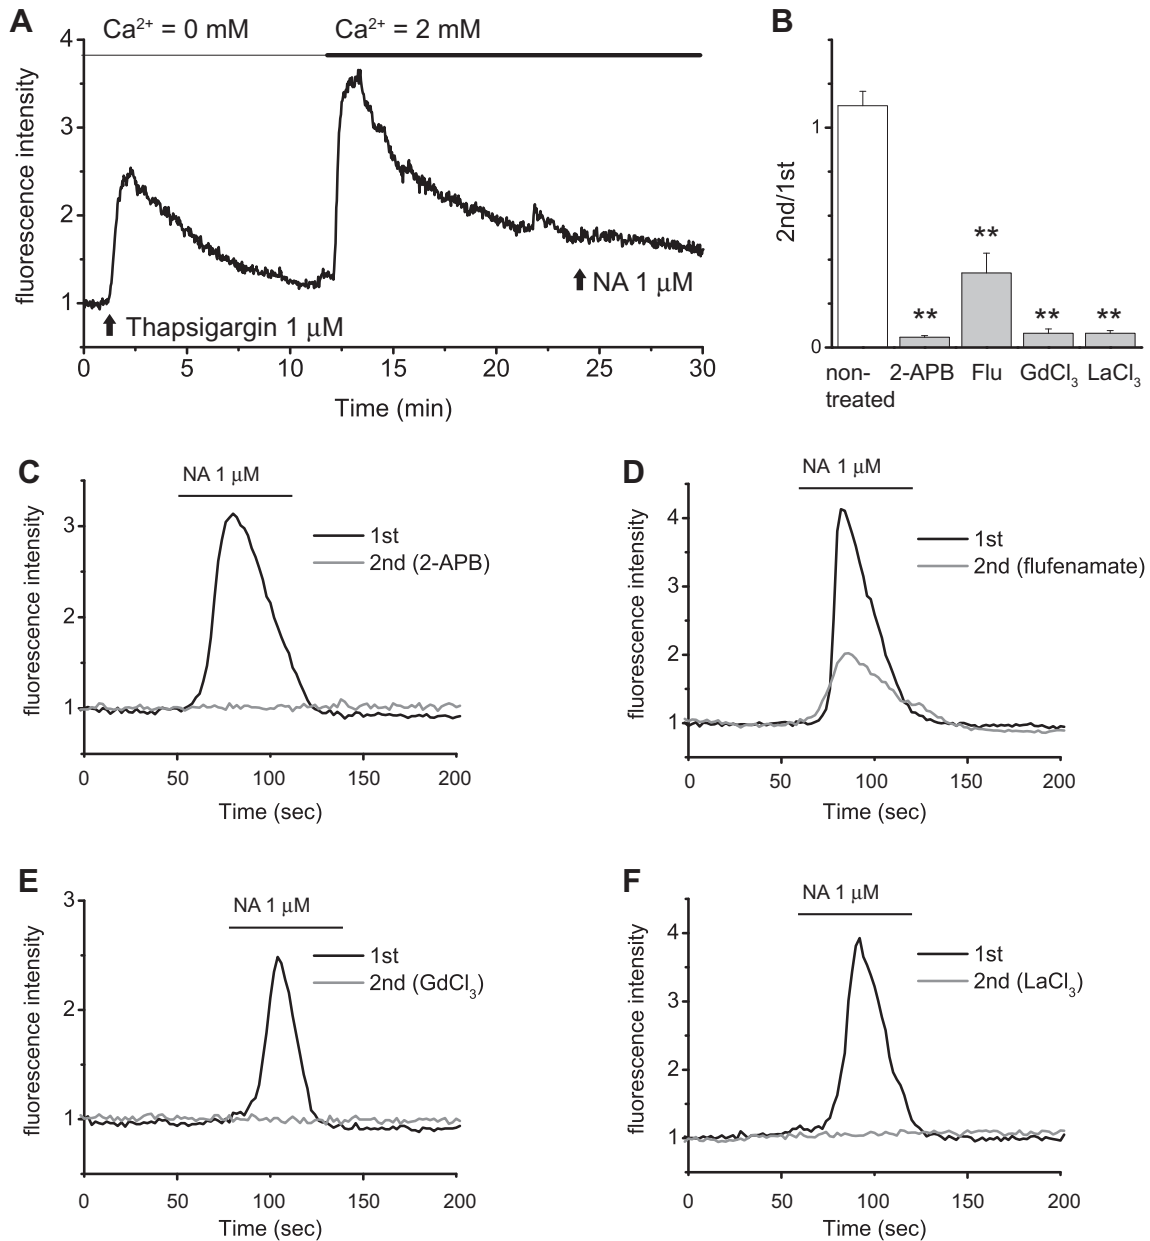 A
Ca²⁺ = 0 mM
Ca²⁺ = 2 mM
fluorescence intensity
4
3
2
1
NA 1 μM
Thapsigargin 1 μM
0 5 10 15 20 25 30
Time (min)
B
2nd/1st
1
0
**
**
**
**
non-treated
2-APB
Flu
GdCl₃
LaCl₃
C
NA 1 μM
fluorescence intensity
3
2
1
1st
2nd (2-APB)
0 50 100 150 200
Time (sec)
D
NA 1 μM
fluorescence intensity
4
3
2
1
1st
2nd (flufenamate)
0 50 100 150 200
Time (sec)
E
NA 1 μM
fluorescence intensity
3
2
1
1st
2nd (GdCl₃)
0 50 100 150 200
Time (sec)
F
NA 1 μM
fluorescence intensity
4
3
2
1
1st
2nd (LaCl₃)
0 50 100 150 200
Time (sec)